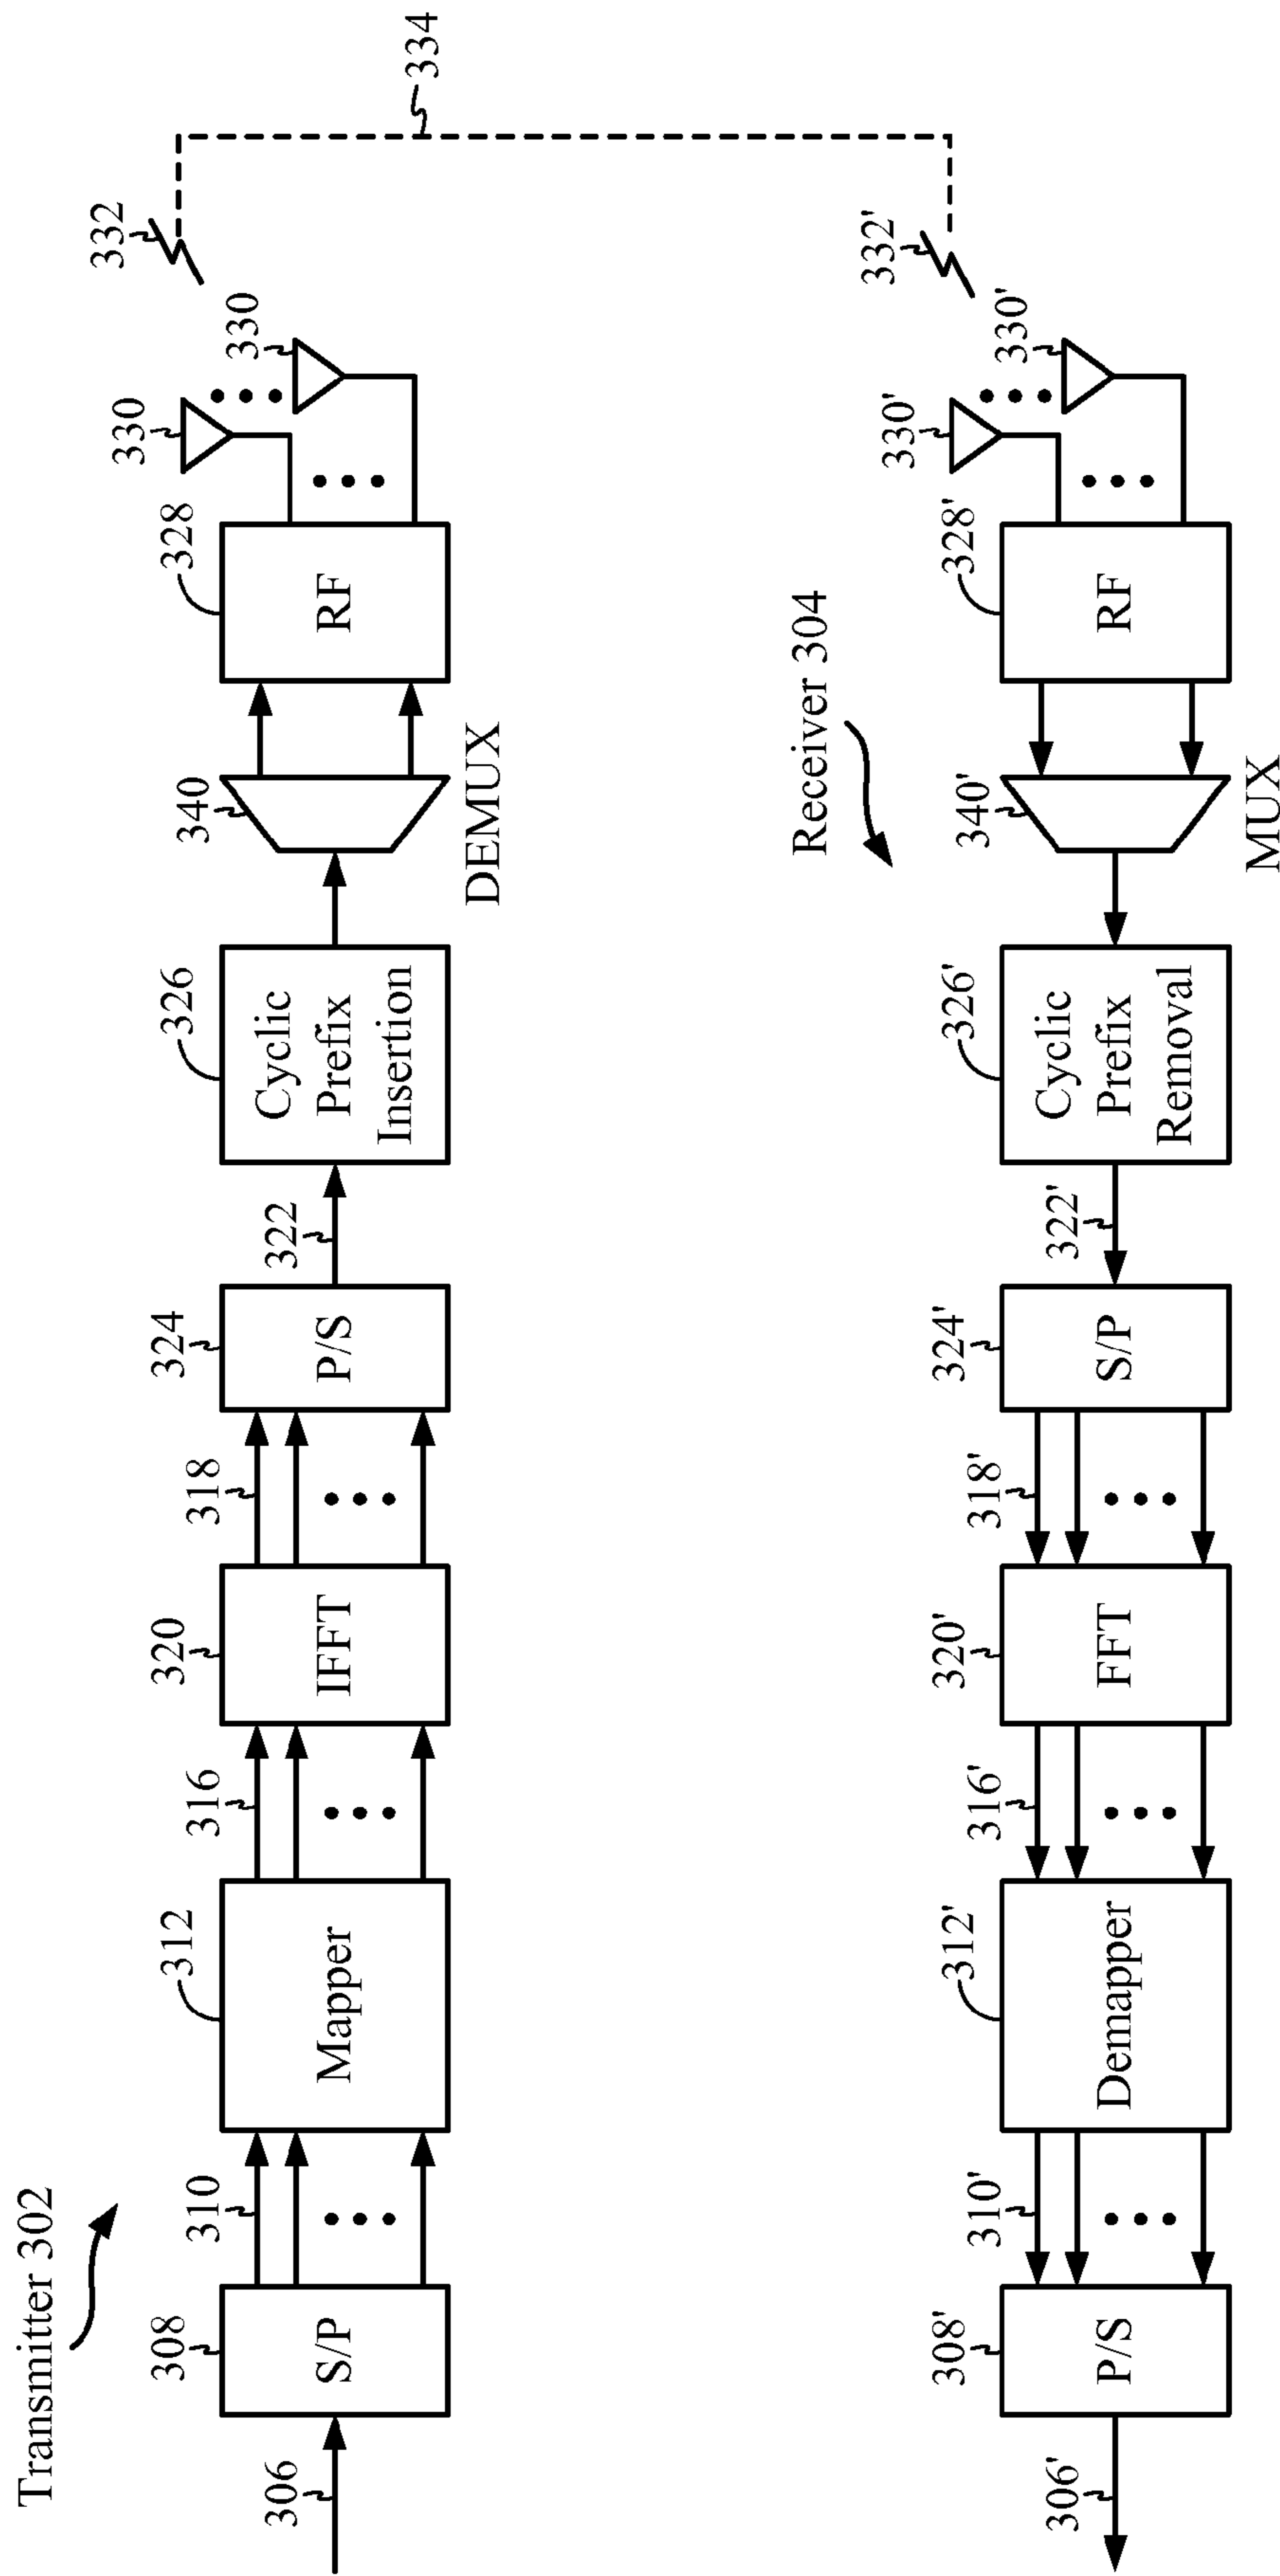 Transmitter 302
306
308
S/P
310
312
Mapper
316
320
IFFT
318
324
P/S
322
326
Cyclic
Prefix
Insertion
340
DEMUX
328
RF
330
330
332
334
Receiver 304
306'
308'
P/S
310'
312'
Demapper
316'
320'
FFT
318'
324'
S/P
322'
326'
Cyclic
Prefix
Removal
340'
MUX
328'
RF
330'
330'
332'